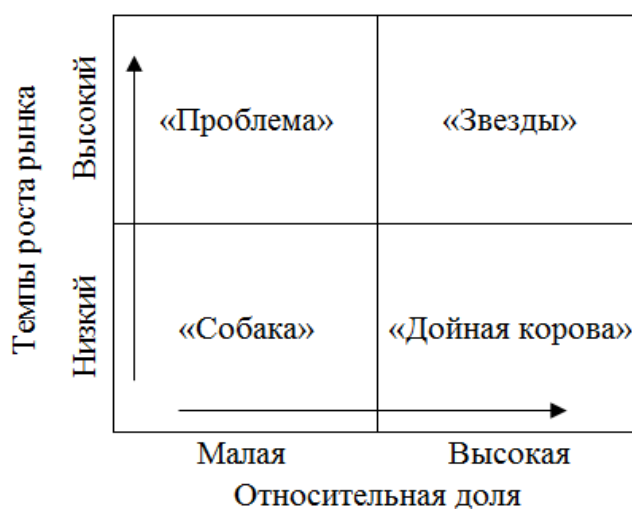 Темпы роста рынка
Высокий
Низкий
«Проблема»
«Звезды»
«Собака»
«Дойная корова»
Малая
Высокая
Относительная доля